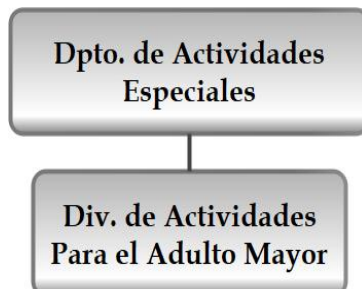 Dpto. de Actividades
Especiales
Div. de Actividades
Para el Adulto Mayor